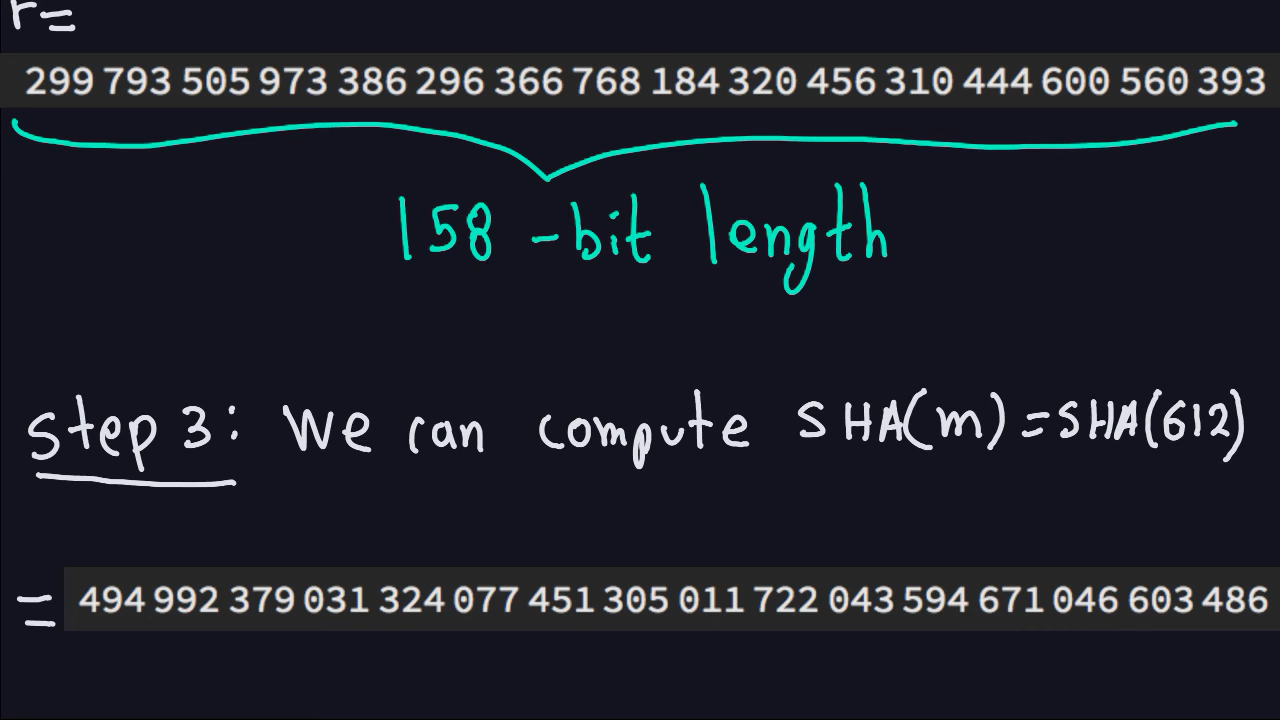 r=
299 793 505 973 386 296 366 768 184 320 456 310 444 600 560 393
158 -bit length
step 3: We can compute SHA(m)=SHA(612)
= 494 992 379 031 324 077 451 305 011 722 043 594 671 046 603 486